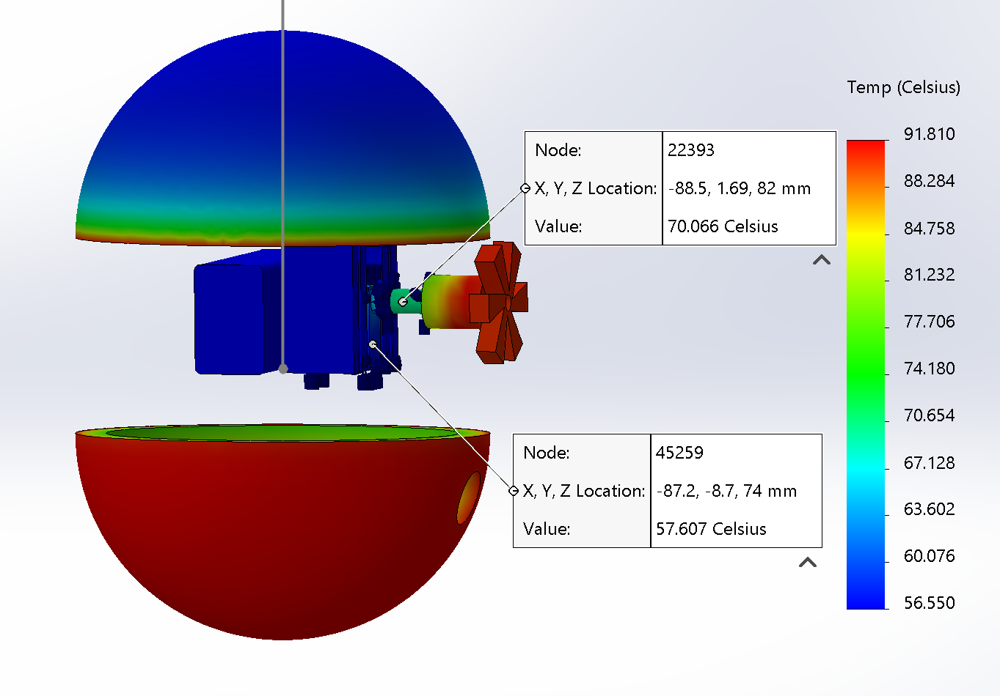 Temp (Celsius)
91.810
88.284
84.758
81.232
77.706
74.180
70.654
67.128
63.602
60.076
56.550
Node: 22393
X, Y, Z Location: -88.5, 1.69, 82 mm
Value: 70.066 Celsius
Node: 45259
X, Y, Z Location: -87.2, -8.7, 74 mm
Value: 57.607 Celsius